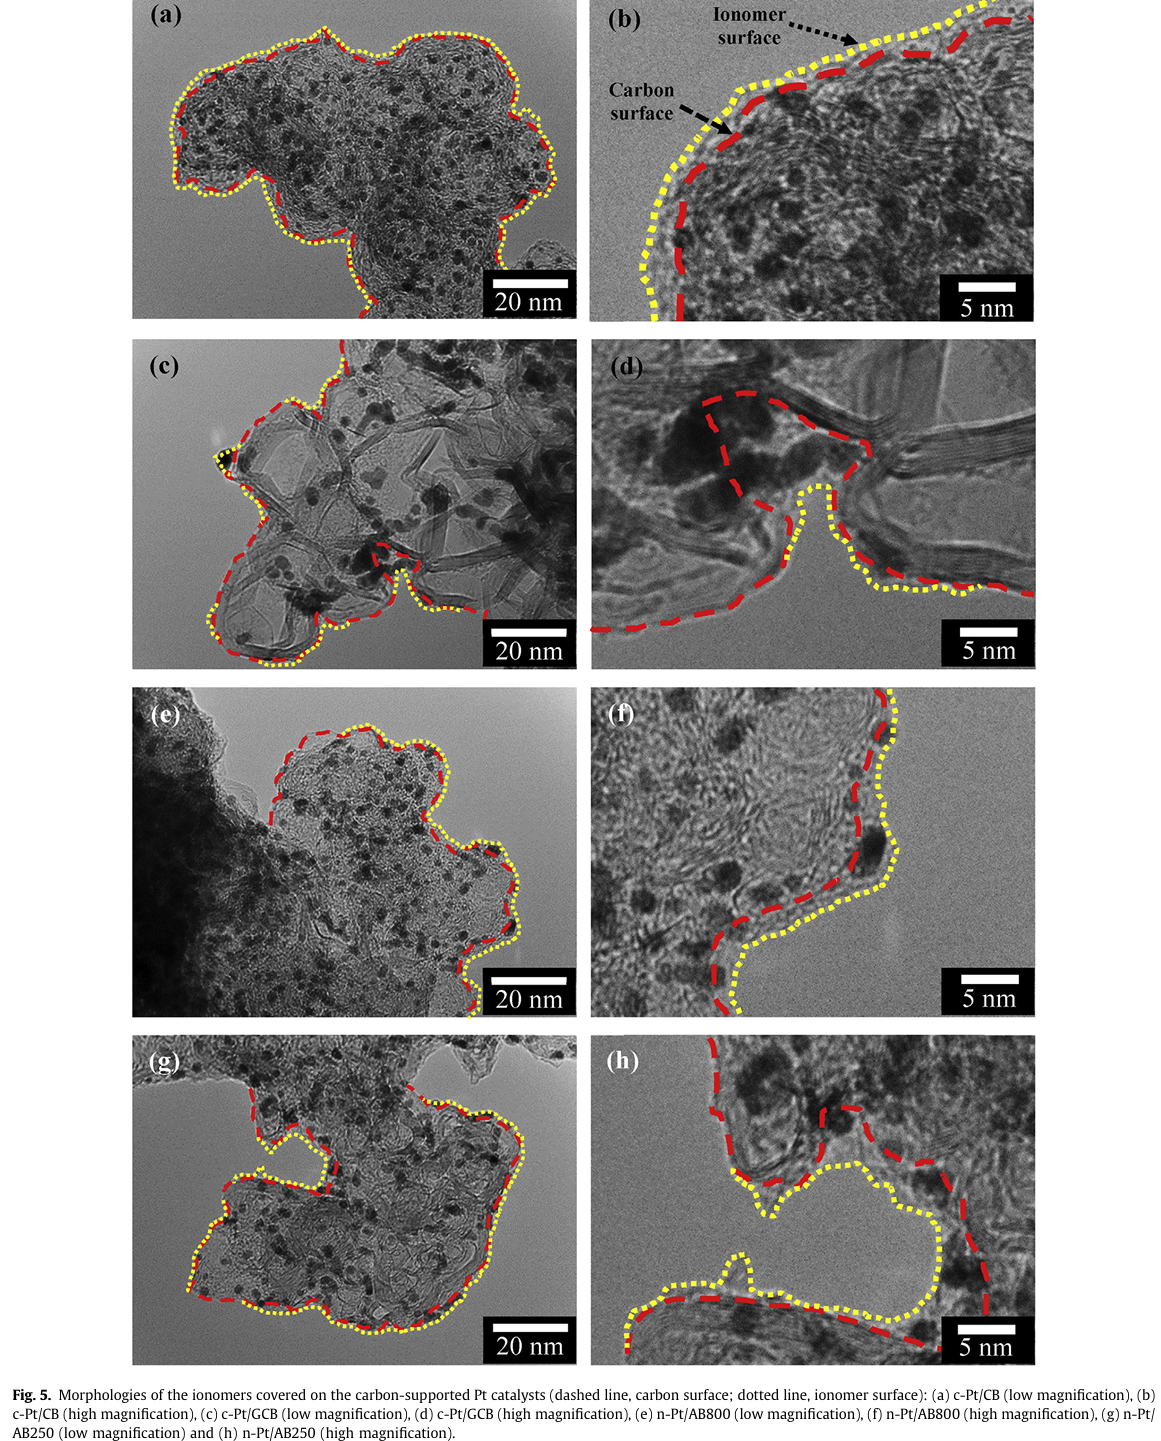 (a)
(b)
Ionomer
surface
Carbon
surface
20 nm
5 nm
(c)
(d)
20 nm
5 nm
(e)
(f)
20 nm
5 nm
(g)
(h)
20 nm
5 nm
Fig. 5. Morphologies of the ionomers covered on the carbon-supported Pt catalysts (dashed line, carbon surface; dotted line, ionomer surface): (a) c-Pt/CB (low magnification), (b)
c-Pt/CB (high magnification), (c) c-Pt/GCB (low magnification), (d) c-Pt/GCB (high magnification), (e) n-Pt/AB800 (low magnification), (f) n-Pt/AB800 (high magnification), (g) n-Pt/
AB250 (low magnification) and (h) n-Pt/AB250 (high magnification).